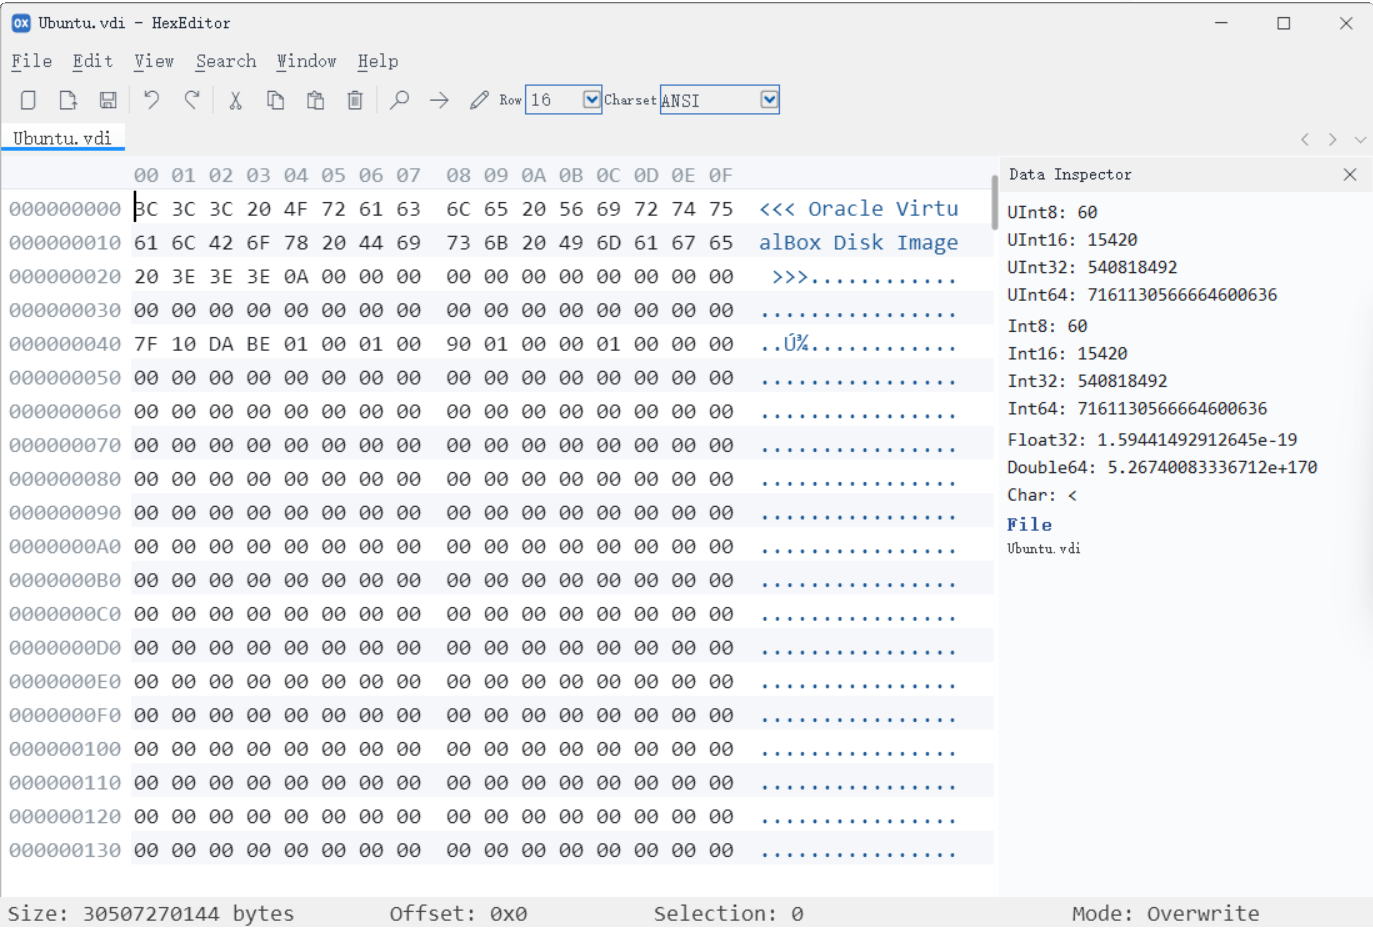 Ubuntu.vdi - HexEditor
File Edit View Search Window Help
Row 16 Charset ANSI
Ubuntu.vdi
00 01 02 03 04 05 06 07 08 09 0A 0B 0C 0D 0E 0F
000000000 3C 3C 3C 20 4F 72 61 63 6C 65 20 56 69 72 74 75 <<< Oracle Virtu
000000010 61 6C 42 6F 78 20 44 69 73 6B 20 49 6D 61 67 65 alBox Disk Image
000000020 20 3E 3E 3E 0A 00 00 00 00 00 00 00 00 00 00 00 >>>............
000000030 00 00 00 00 00 00 00 00 00 00 00 00 00 00 00 00 ................
000000040 7F 10 DA BE 01 00 01 00 90 01 00 00 01 00 00 00 ..Ú¾............
000000050 00 00 00 00 00 00 00 00 00 00 00 00 00 00 00 00 ................
000000060 00 00 00 00 00 00 00 00 00 00 00 00 00 00 00 00 ................
000000070 00 00 00 00 00 00 00 00 00 00 00 00 00 00 00 00 ................
000000080 00 00 00 00 00 00 00 00 00 00 00 00 00 00 00 00 ................
000000090 00 00 00 00 00 00 00 00 00 00 00 00 00 00 00 00 ................
0000000A0 00 00 00 00 00 00 00 00 00 00 00 00 00 00 00 00 ................
0000000B0 00 00 00 00 00 00 00 00 00 00 00 00 00 00 00 00 ................
0000000C0 00 00 00 00 00 00 00 00 00 00 00 00 00 00 00 00 ................
0000000D0 00 00 00 00 00 00 00 00 00 00 00 00 00 00 00 00 ................
0000000E0 00 00 00 00 00 00 00 00 00 00 00 00 00 00 00 00 ................
0000000F0 00 00 00 00 00 00 00 00 00 00 00 00 00 00 00 00 ................
000000100 00 00 00 00 00 00 00 00 00 00 00 00 00 00 00 00 ................
000000110 00 00 00 00 00 00 00 00 00 00 00 00 00 00 00 00 ................
000000120 00 00 00 00 00 00 00 00 00 00 00 00 00 00 00 00 ................
000000130 00 00 00 00 00 00 00 00 00 00 00 00 00 00 00 00 ................
Data Inspector
UInt8: 60
UInt16: 15420
UInt32: 540818492
UInt64: 7161130566664600636
Int8: 60
Int16: 15420
Int32: 540818492
Int64: 7161130566664600636
Float32: 1.59441492912645e-19
Double64: 5.26740083336712e+170
Char: <
File
Ubuntu.vdi
Size: 30507270144 bytes Offset: 0x0 Selection: 0 Mode: Overwrite